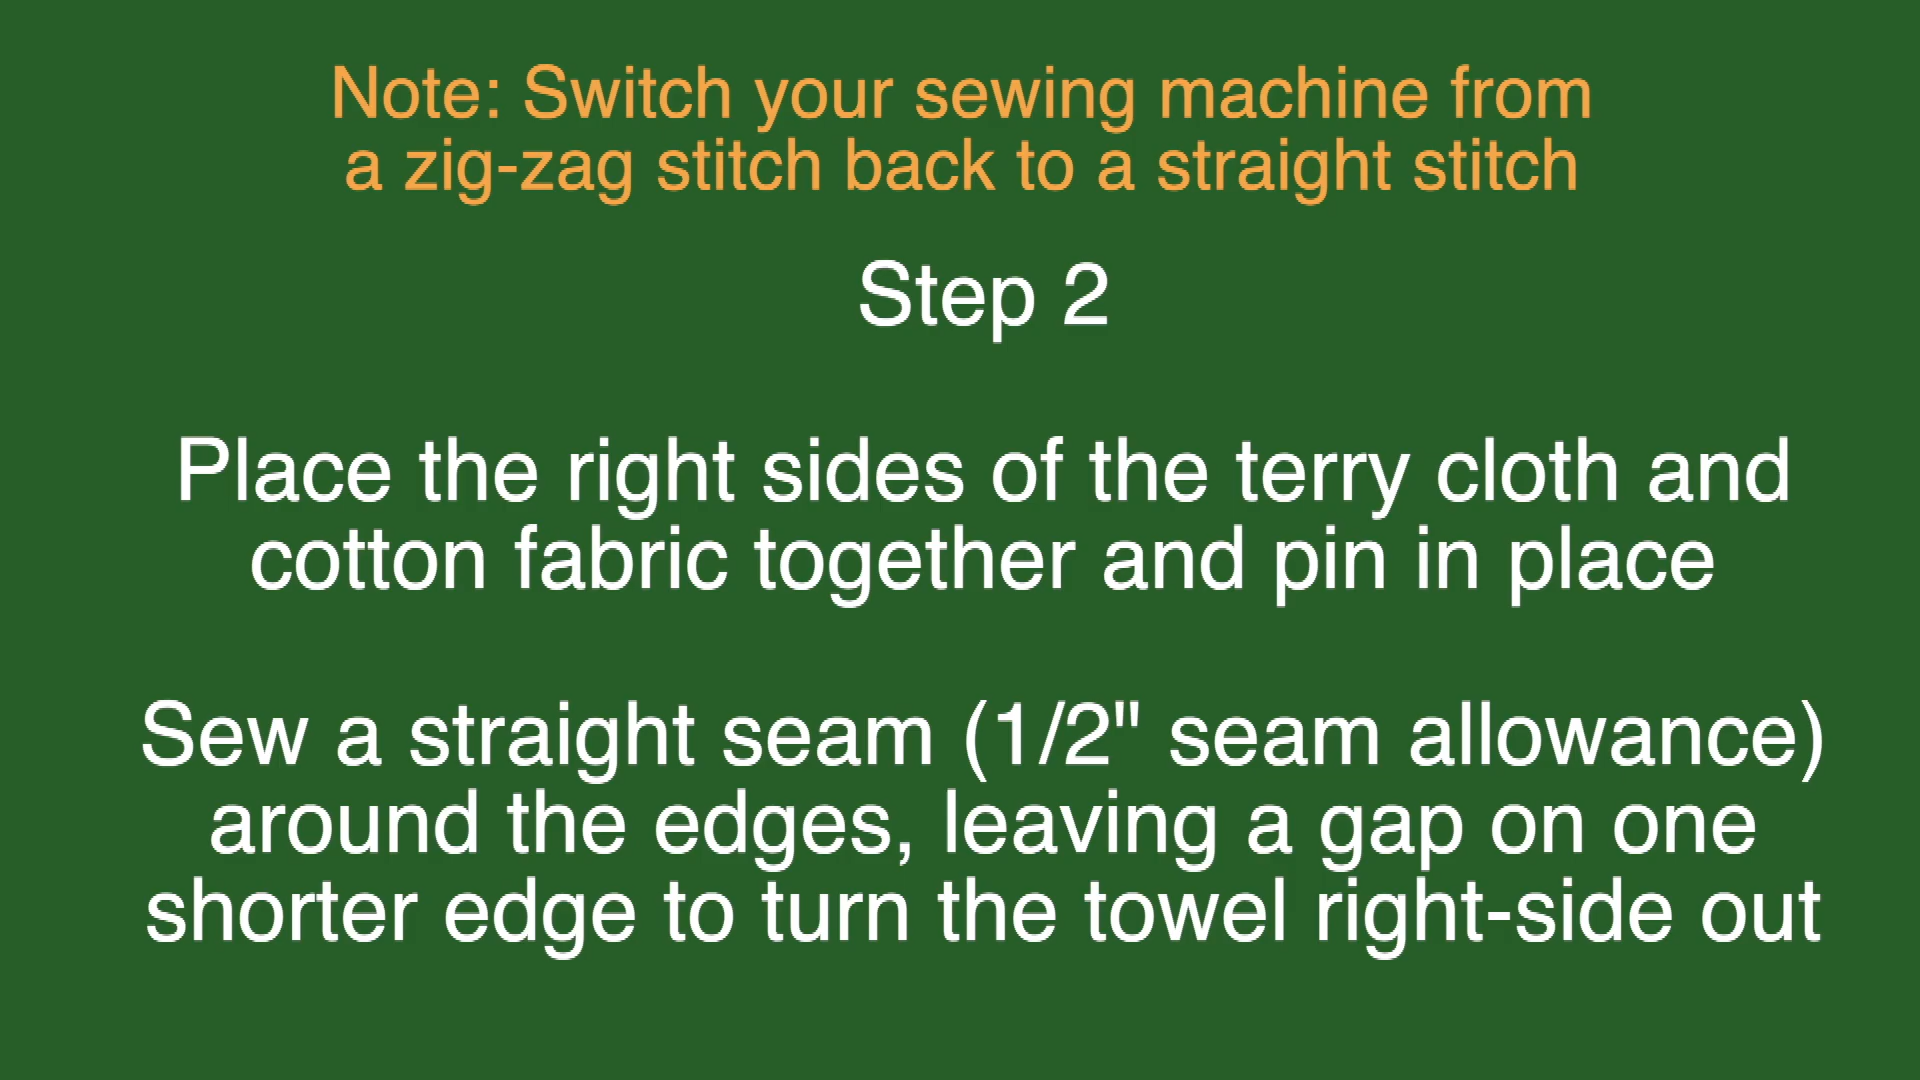 Note: Switch your sewing machine from
a zig-zag stitch back to a straight stitch
Step 2
Place the right sides of the terry cloth and
cotton fabric together and pin in place
Sew a straight seam (1/2" seam allowance)
around the edges, leaving a gap on one
shorter edge to turn the towel right-side out